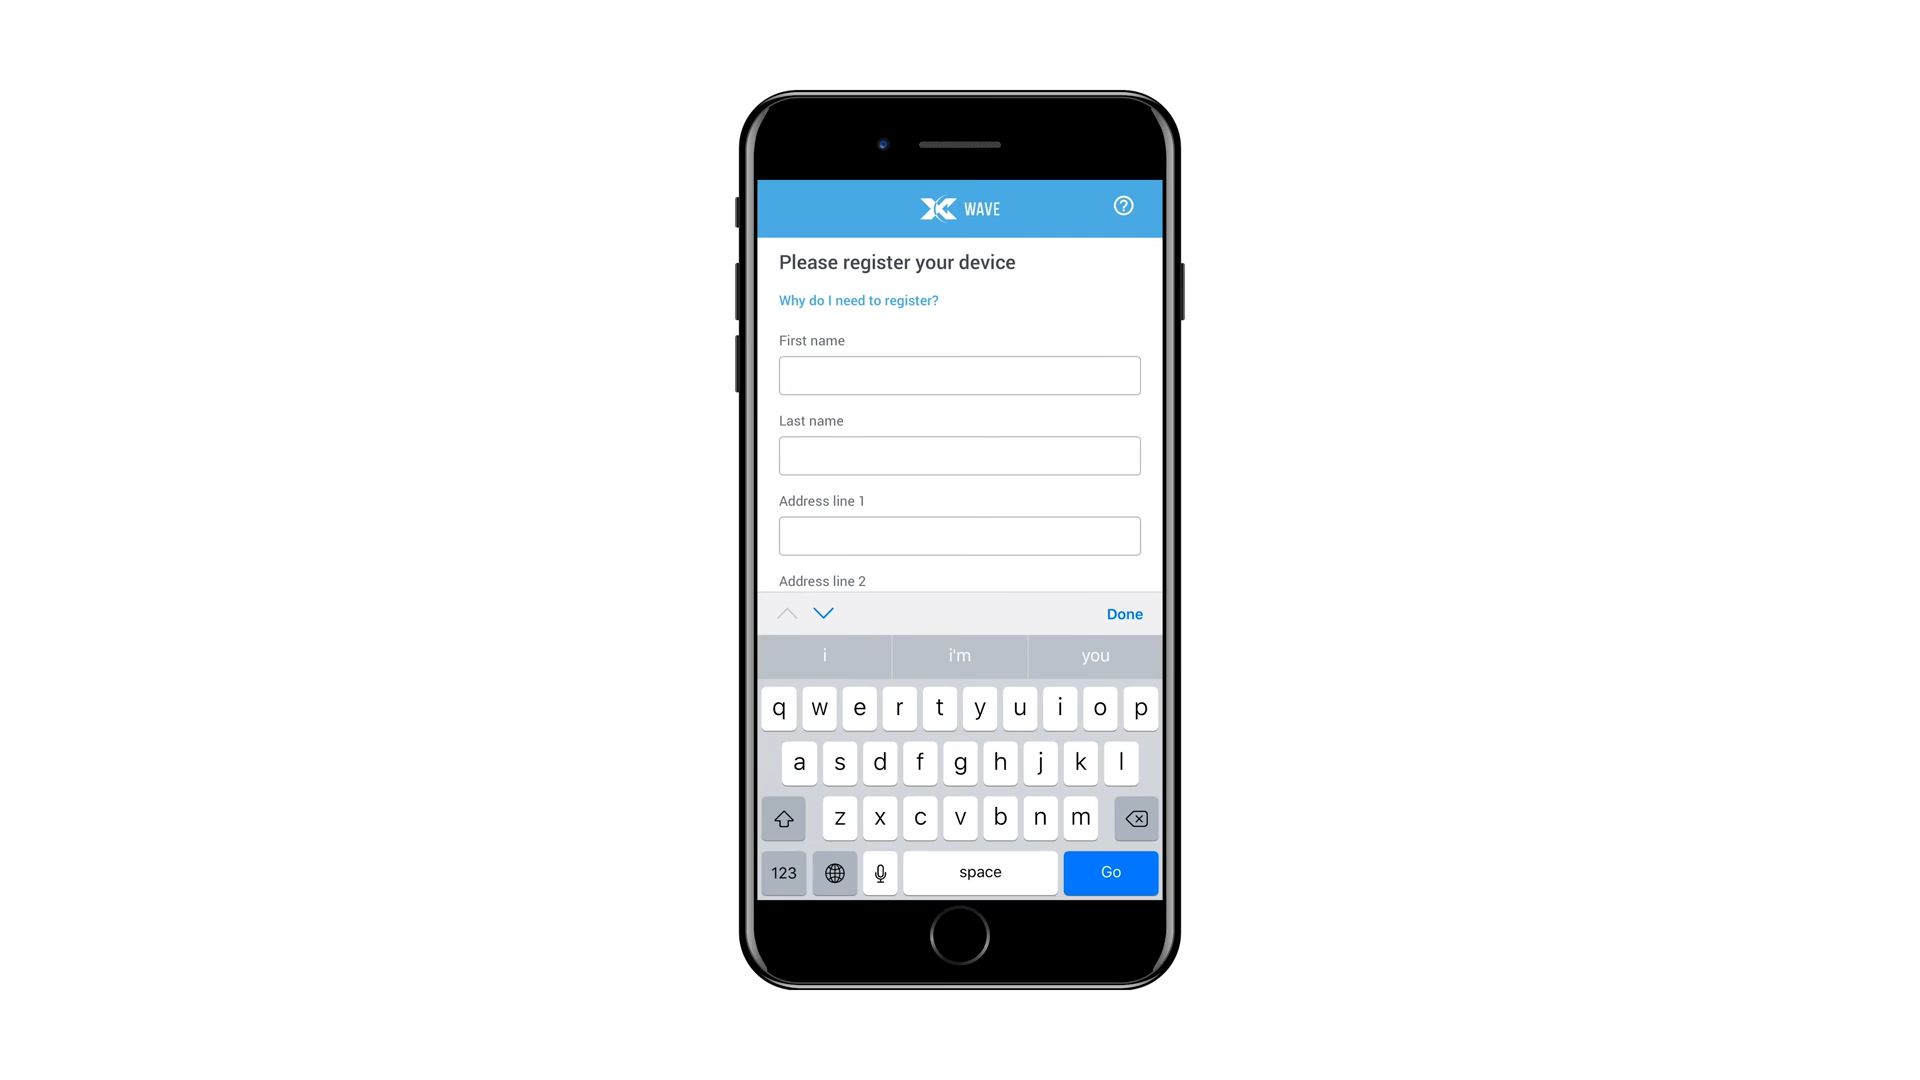 WAVE
?
Please register your device
Why do I need to register?
First name
Last name
Address line 1
Address line 2
Done
i i'm you
q w e r t y u i o p
a s d f g h j k l
z x c v b n m
123 space Go